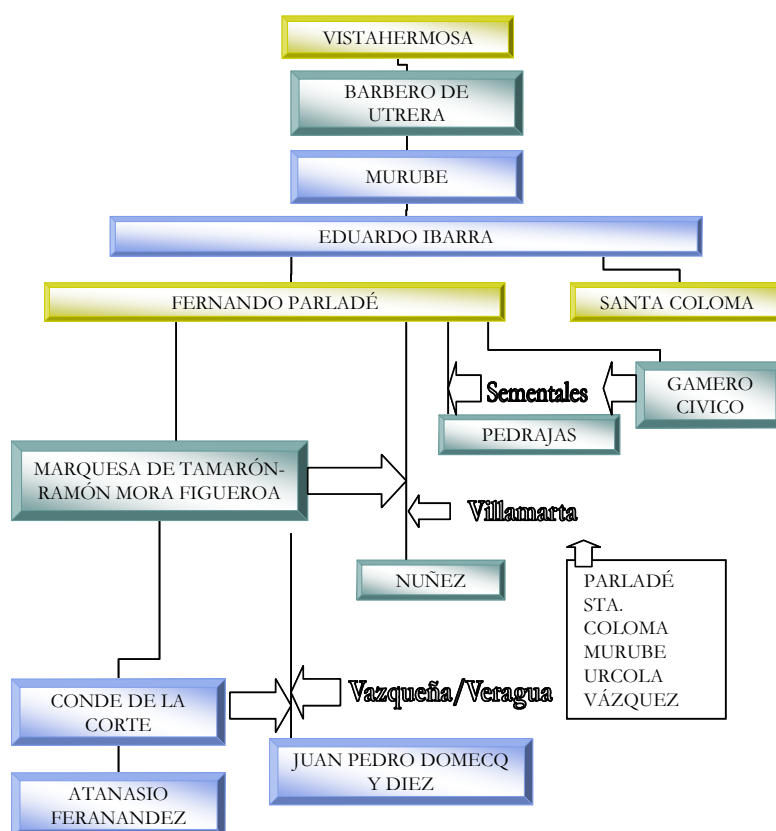 VISTAHERMOSA
BARBERO DE
UTRERA
MURUBE
EDUARDO IBARRA
FERNANDO PARLADÉ
SANTA COLOMA
Sementales
GAMERO
CIVICO
PEDRAJAS
MARQUESA DE TAMARÓN-
RAMÓN MORA FIGUEROA
Villamarta
NUÑEZ
PARLADÉ
STA.
COLOMA
MURUBE
URCOLA
VÁZQUEZ
CONDE DE LA
CORTE
Vazqueña/Veragua
JUAN PEDRO DOMECQ
Y DIEZ
ATANASIO
FERANANDEZ